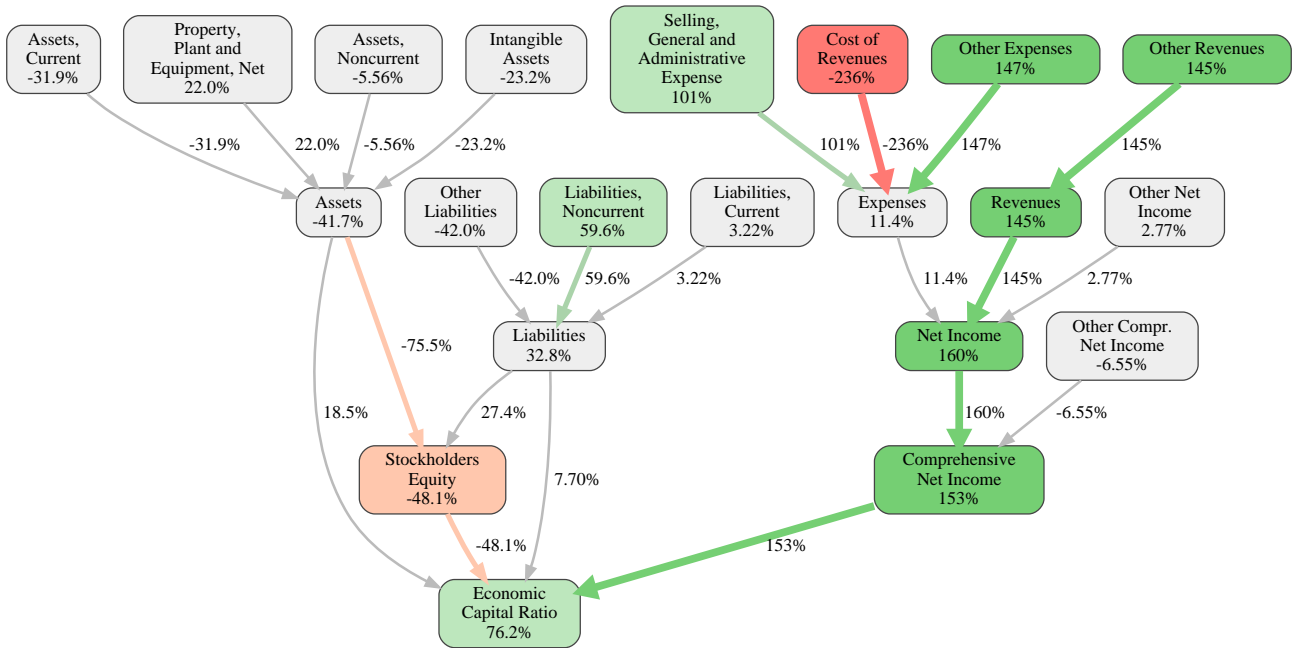 Assets,
Current
-31.9%
Property,
Plant and
Equipment, Net
22.0%
Assets,
Noncurrent
-5.56%
Intangible
Assets
-23.2%
Selling,
General and
Administrative
Expense
101%
Cost of
Revenues
-236%
Other Expenses
147%
Other Revenues
145%
-31.9%
22.0%
-5.56%
-23.2%
101%
-236%
147%
145%
Assets
-41.7%
Other
Liabilities
-42.0%
Liabilities,
Noncurrent
59.6%
Liabilities,
Current
3.22%
Expenses
11.4%
Revenues
145%
Other Net
Income
2.77%
-42.0%
59.6%
3.22%
11.4%
145%
2.77%
-75.5%
Liabilities
32.8%
Net Income
160%
Other Compr.
Net Income
-6.55%
18.5%
27.4%
160%
-6.55%
Stockholders
Equity
-48.1%
7.70%
Comprehensive
Net Income
153%
-48.1%
153%
Economic
Capital Ratio
76.2%